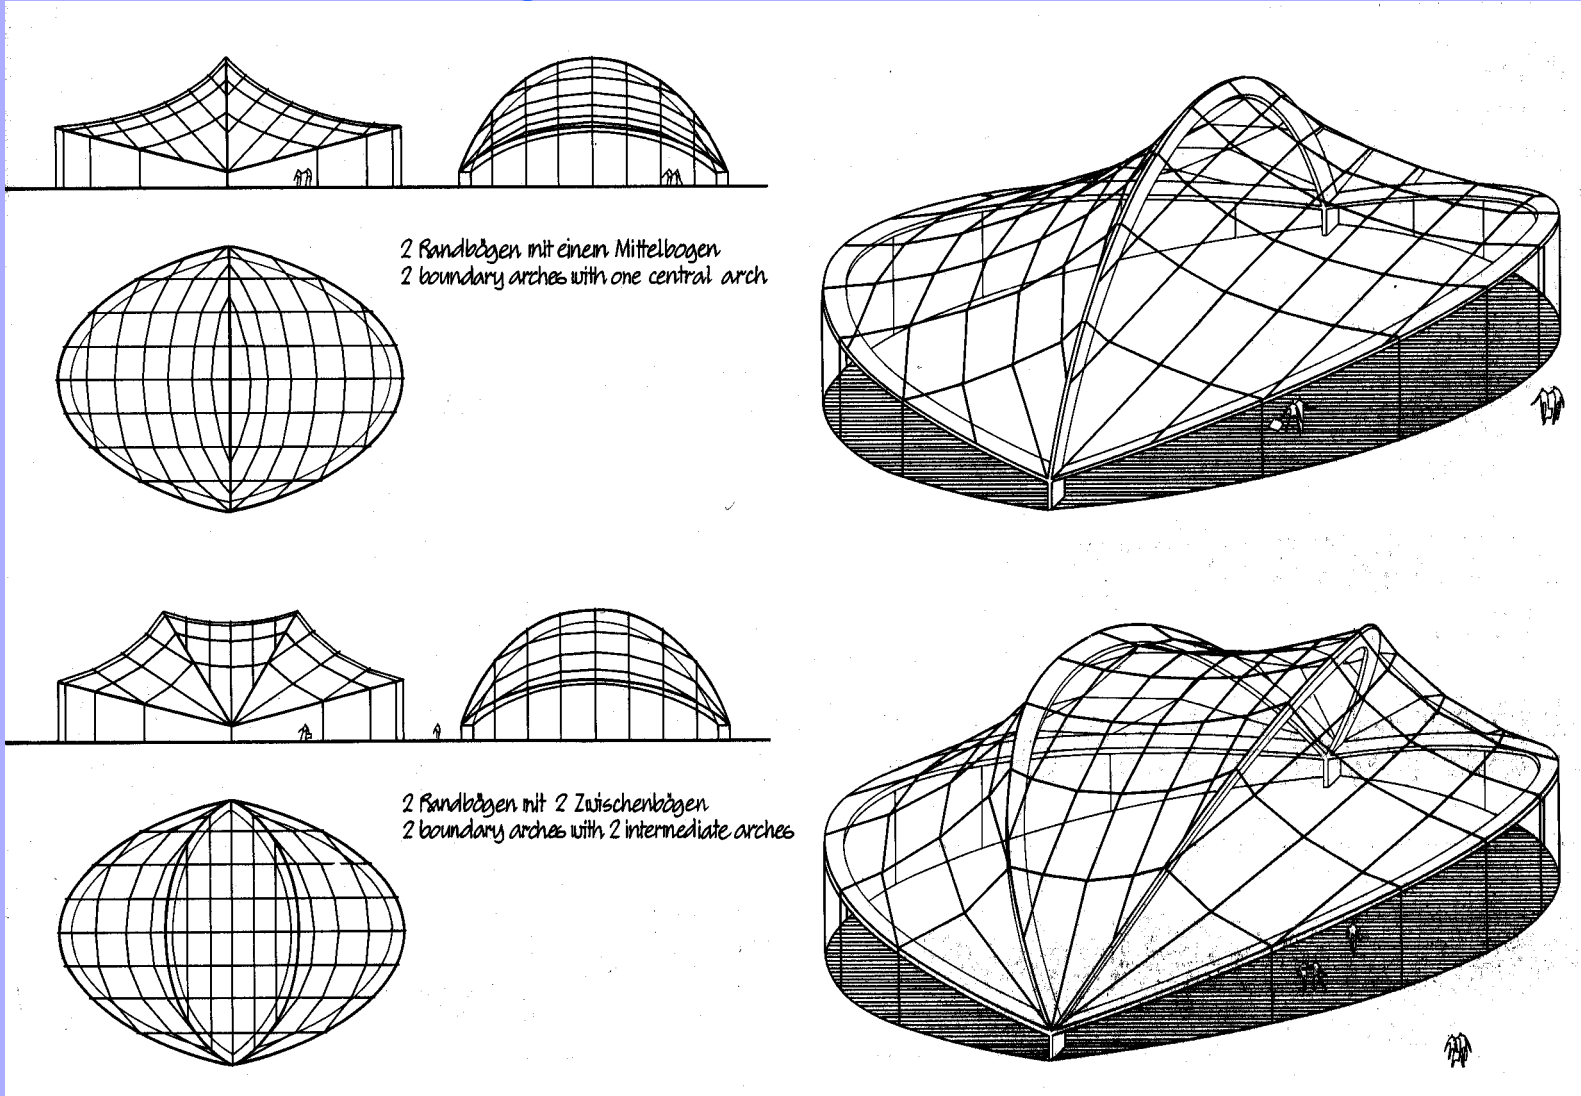 2 Randbögen mit einem Mittelbogen
2 boundary arches with one central arch
2 Randbögen mit 2 Zwischenbögen
2 boundary arches with 2 intermediate arches